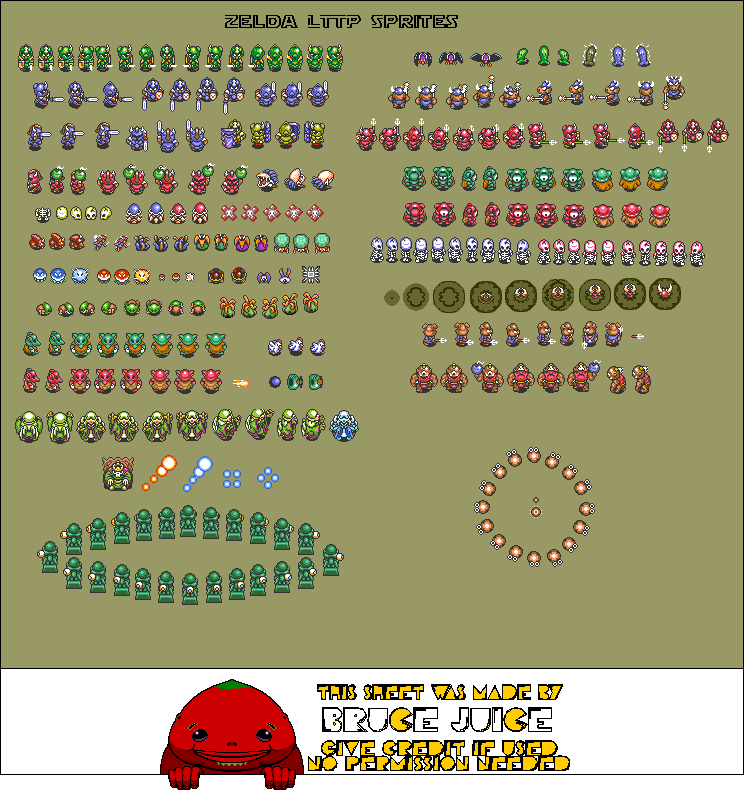 ZELDA LTTP SPRITES
THIS SHEET WAS MADE BY
BRUCE JUICE
GIVE CREDIT IF USED
NO PERMISSION NEEDED